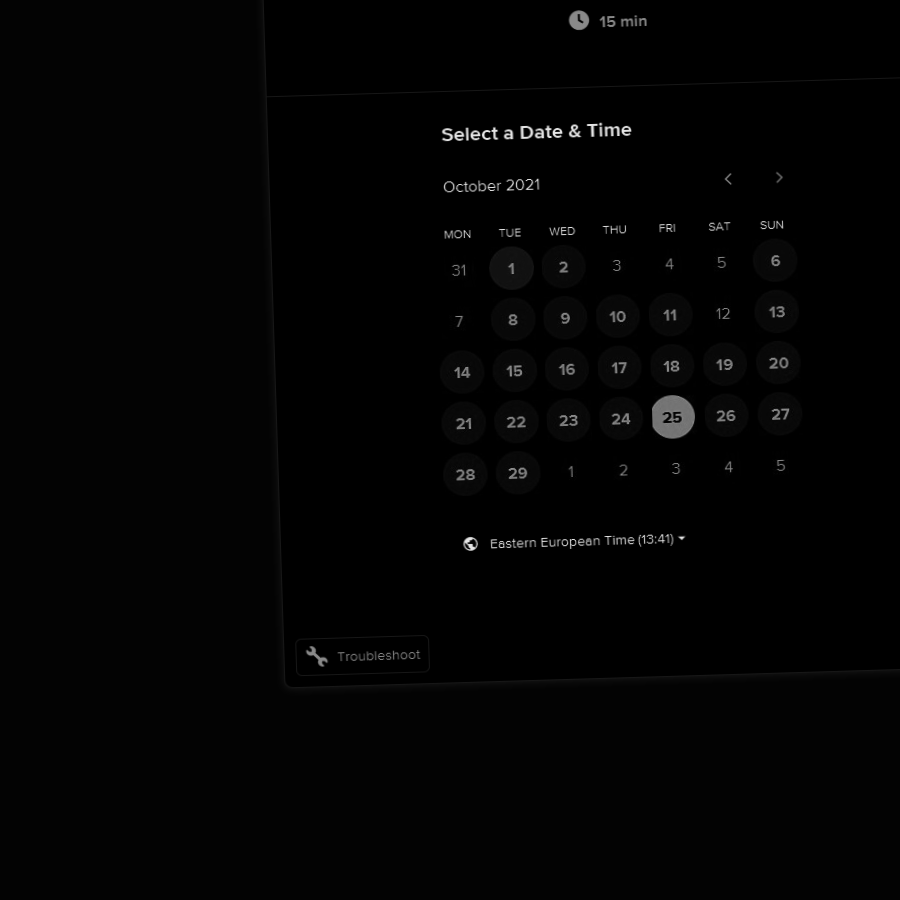 15 min
Select a Date & Time
October 2021
MON TUE WED THU FRI SAT SUN
31 1 2 3 4 5 6
7 8 9 10 11 12 13
14 15 16 17 18 19 20
21 22 23 24 25 26 27
28 29 1 2 3 4 5
Eastern European Time (13:41)
Troubleshoot